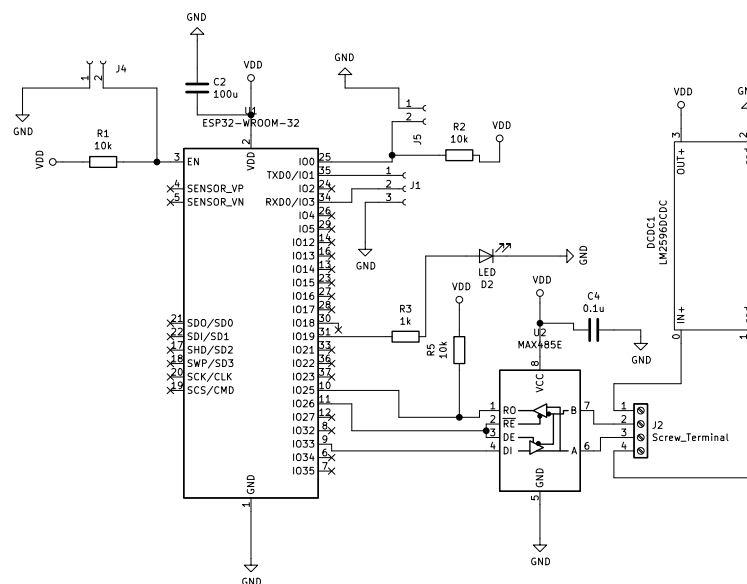 GND
J4
1
2
C2
100u
VDD
GND
GND
R1
10k
VDD
U1
ESP32-WROOM-32
1
2
J5
R2
10k
VDD
VDD
GN
2
VDD
3 EN
IO0 25
TXD0/IO1 35
4 SENSOR_VP
IO2 24
5 SENSOR_VN
RXD0/IO3 34
IO4 26
IO5 29
IO12 14
IO13 16
IO14 13
IO15 23
IO16 27
IO17 28
21 SDO/SD0
IO18 30
22 SDI/SD1
IO19 31
17 SHD/SD2
IO21 33
18 SWP/SD3
IO22 36
20 SCK/CLK
IO23 37
19 SCS/CMD
IO25 10
IO26 11
IO27 12
IO32 8
IO33 9
IO34 6
IO35 7
GND
1
GND
1
2
3
J1
GND
LED
D2
GND
R3
1k
VDD
R5
10k
VDD
C4
0.1u
GND
U2
MAX485E
8
VCC
1 RO
B 7
2 RE
3 DE
4 DI
A 6
GND
5
GND
1
2
3
4
J2
Screw_Terminal
3
OUT+
2
DCDC1
LM2596DCDC
IN+
0
1